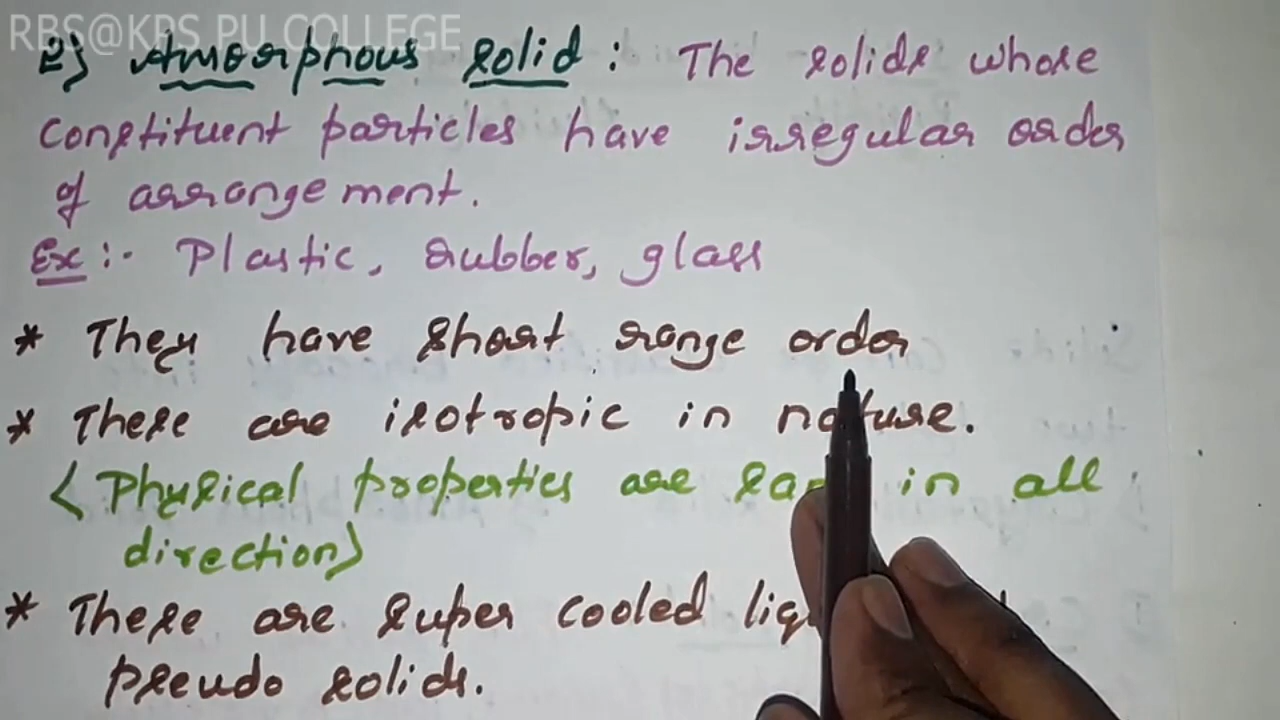 RBS@KPS PU COLLEGE
2) Amorphous solid : The solids whose
constituent particles have irregular order
of arrangement.
Ex :- Plastic, rubber, glass
* They have short range order
* These are isotropic in nature.
< Physical properties are in all
direction>
* These are super cooled
pseudo solids.